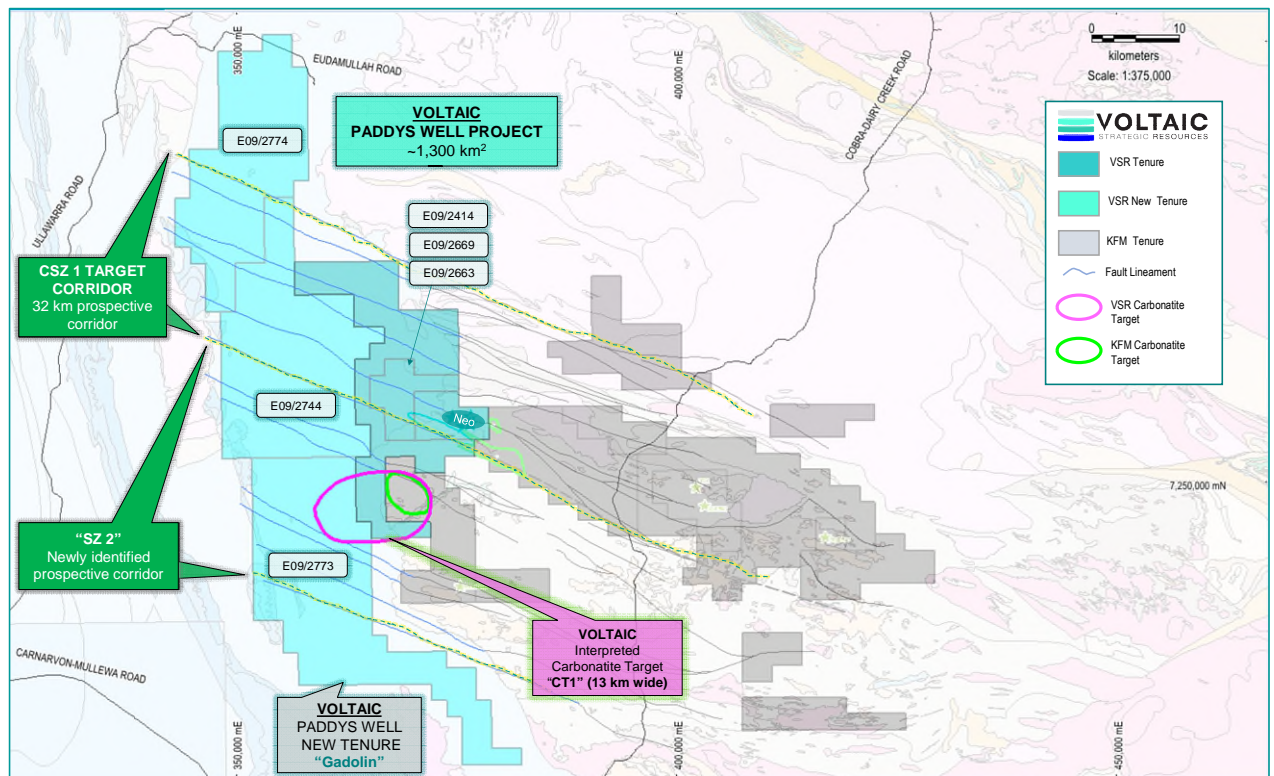 350,000 mE
EUDAMULLAH ROAD
400,000 mE
COBRA-DAIRY CREEK ROAD
0 10
kilometers
Scale: 1:375,000
VOLTAIC
PADDYS WELL PROJECT
~1,300 km²
E09/2774
ULLAWARRA ROAD
E09/2414
E09/2669
E09/2663
CSZ 1 TARGET
CORRIDOR
32 km prospective
corridor
VOLTAIC
STRATEGIC RESOURCES
VSR Tenure
VSR New Tenure
KFM Tenure
Fault Lineament
VSR Carbonatite
Target
KFM Carbonatite
Target
E09/2744
Neo
7,250,000 mN
“SZ 2”
Newly identified
prospective corridor
E09/2773
VOLTAIC
Interpreted
Carbonatite Target
“CT1” (13 km wide)
CARNARVON-MULLEWA ROAD
VOLTAIC
PADDYS WELL
NEW TENURE
“Gadolin”
350,000 mE
400,000 mE
450,000 mE